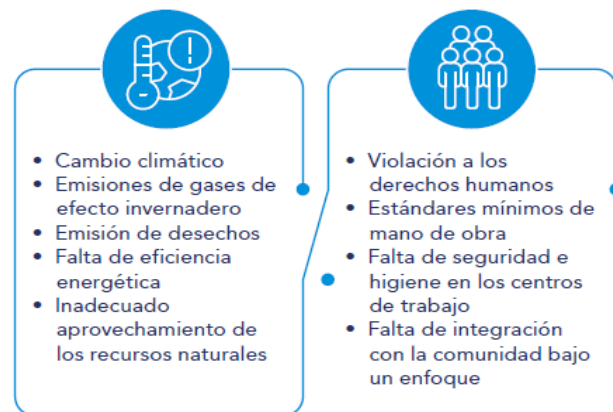 • Cambio climático
• Emisiones de gases de
efecto invernadero
• Emisión de desechos
• Falta de eficiencia
energética
• Inadecuado
aprovechamiento de
los recursos naturales
• Violación a los
derechos humanos
• Estándares mínimos de
mano de obra
• Falta de seguridad e
higiene en los centros
de trabajo
• Falta de integración
con la comunidad bajo
un enfoque